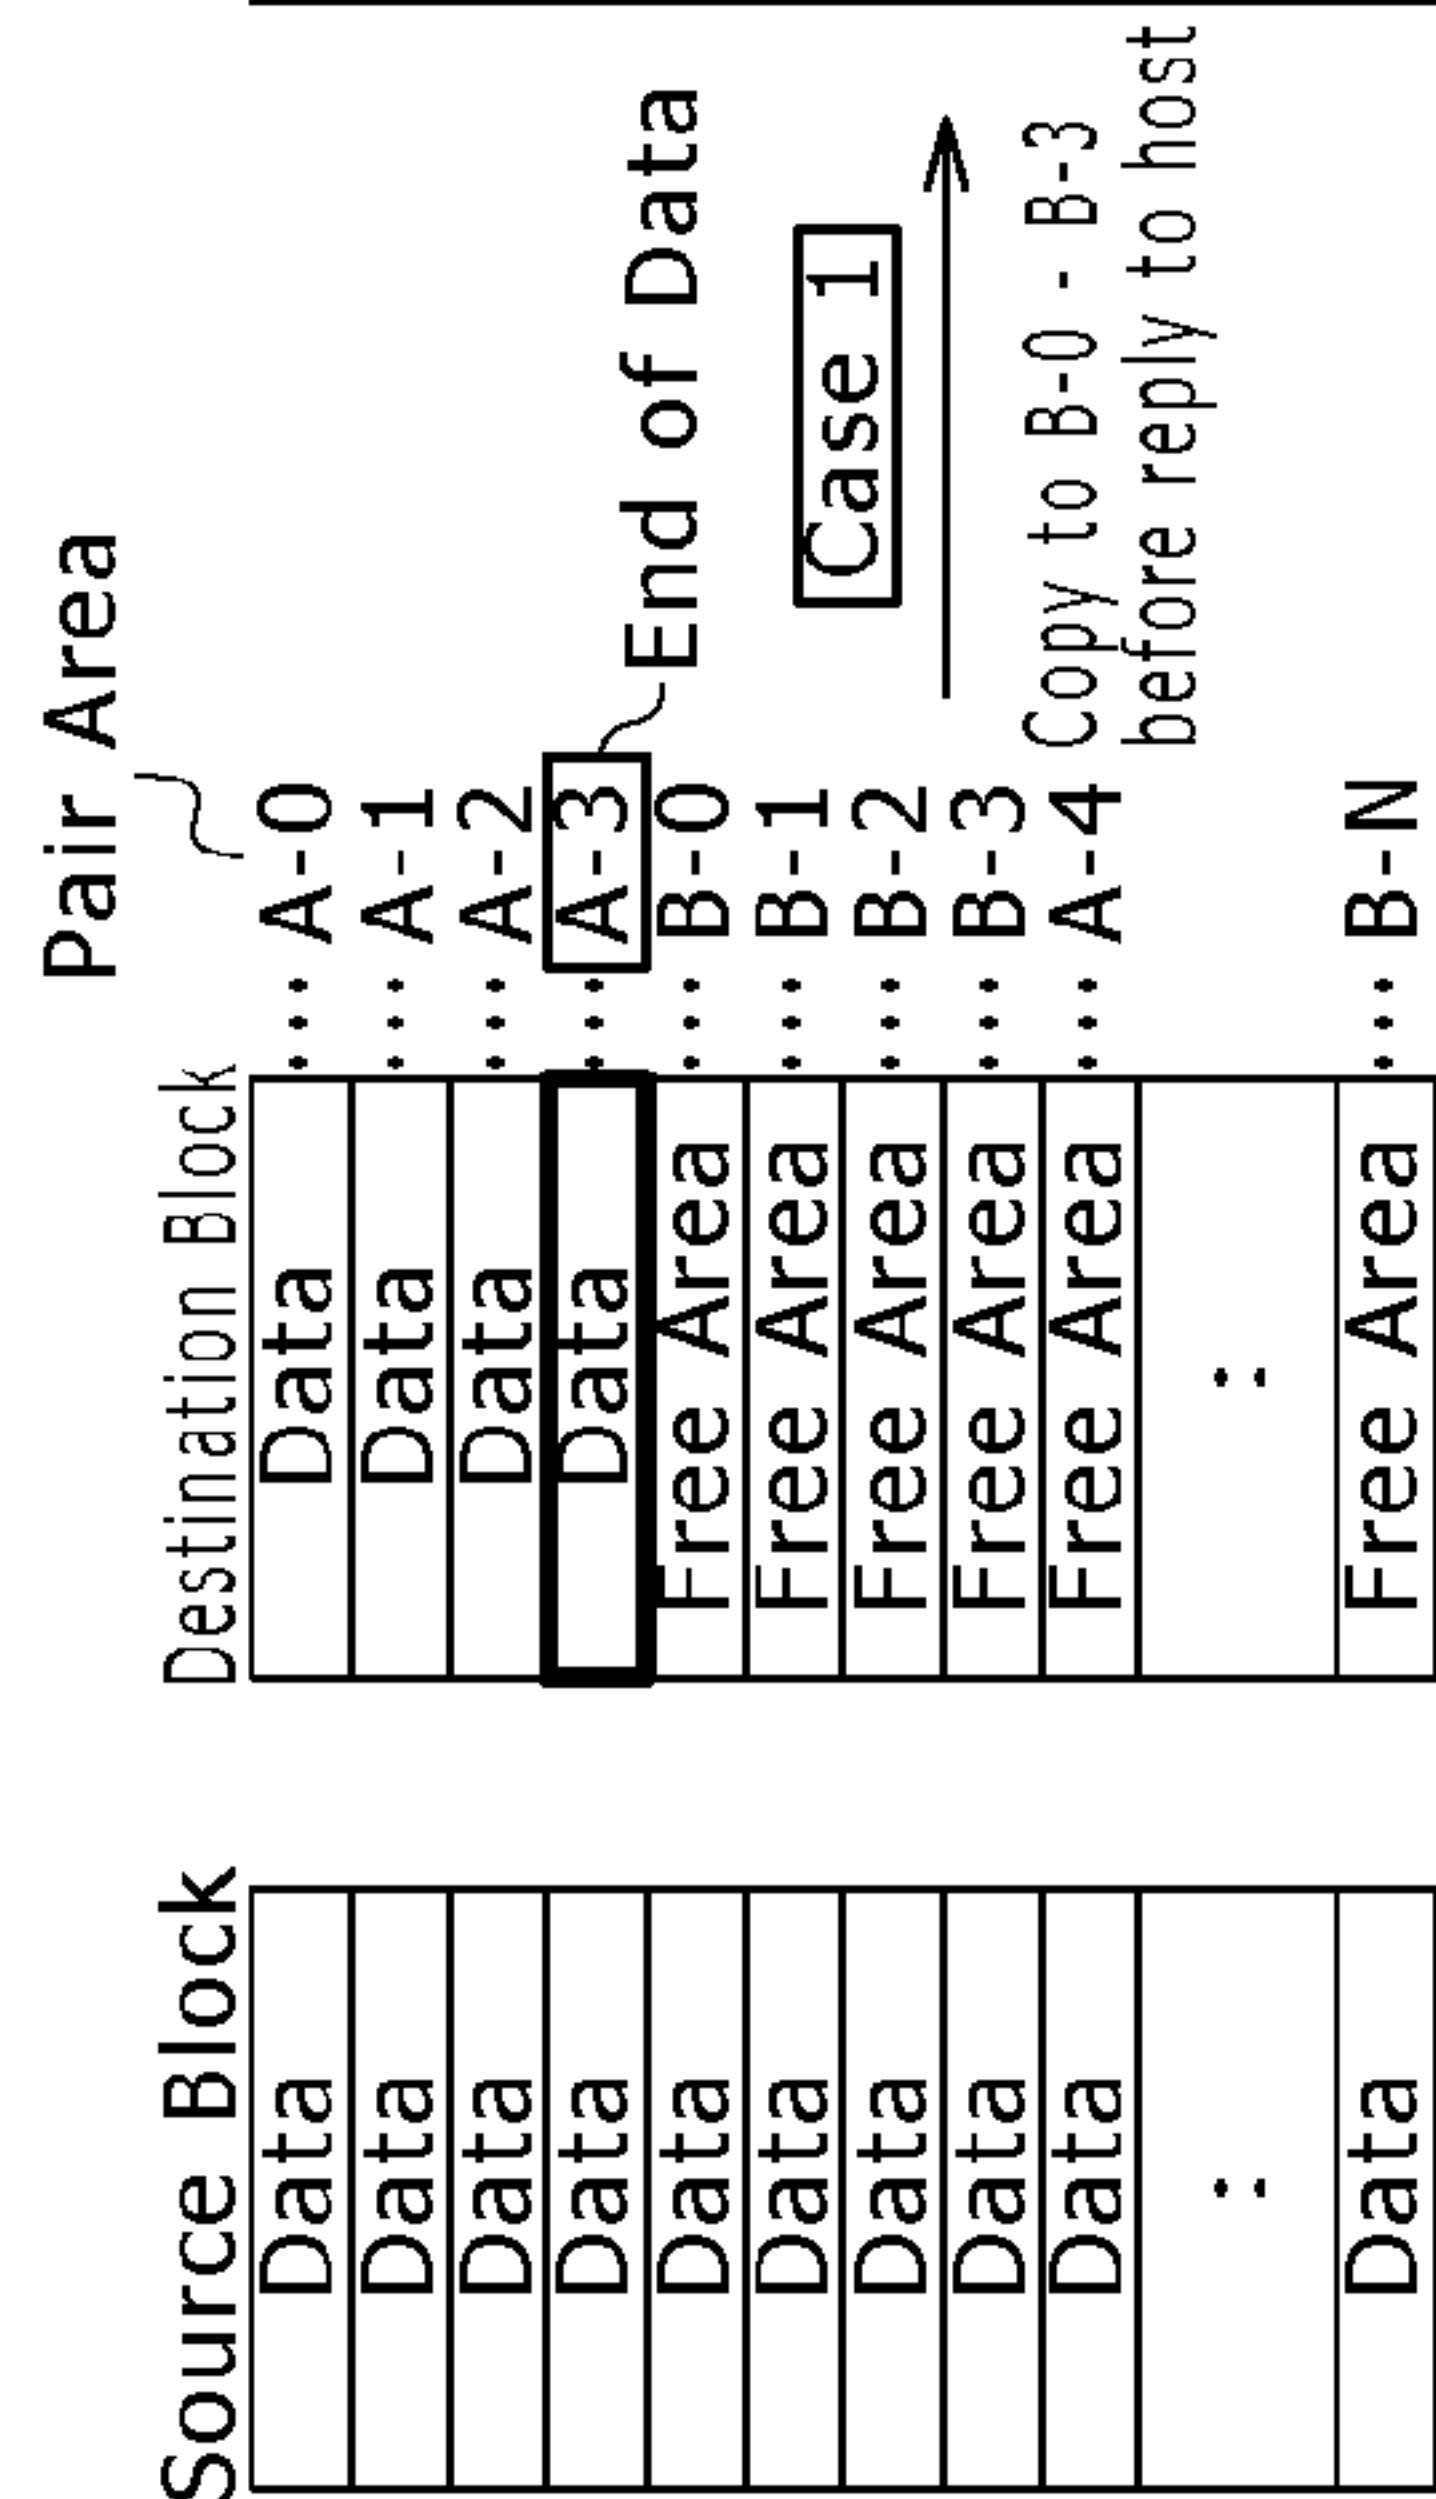 Pair Area
Source Block
Destination Block
Data Data ... A-0
Data Data ... A-1
Data Data ... A-2
Data Data ... A-3
End of Data
Data Free Area ... B-0
Data Free Area ... B-1
Data Free Area ... B-2
Data Free Area ... B-3
Data Free Area ... A-4
: :
Data Free Area ... B-N
Case 1
Copy to B-0 - B-3
before reply to host